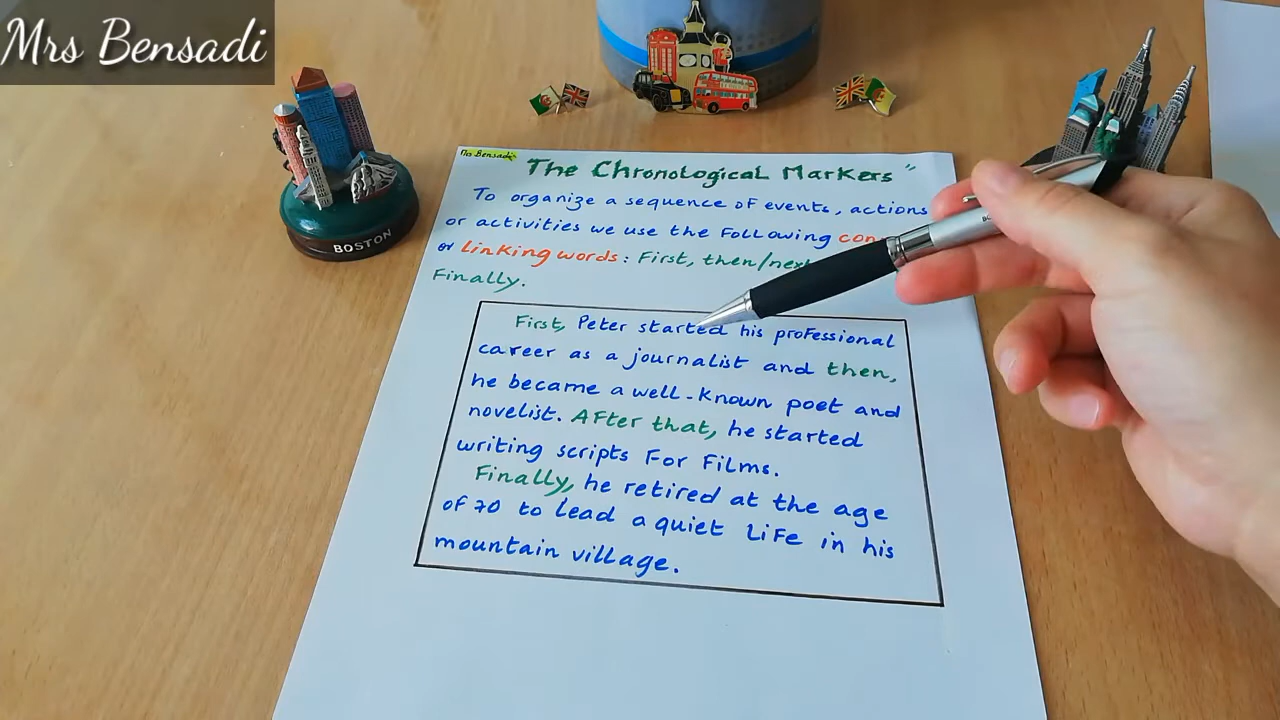 Mrs Bensadi
BOSTON
Mrs Bensadi
The Chronological Markers"
To organize a sequence of events, actions
or activities we use the following
or linking words: First, then/next
Finally.
First, Peter started his professional
career as a journalist and then,
he became a well-known poet and
novelist. After that, he started
writing scripts for films.
Finally, he retired at the age
of 70 to lead a quiet life in his
mountain village.